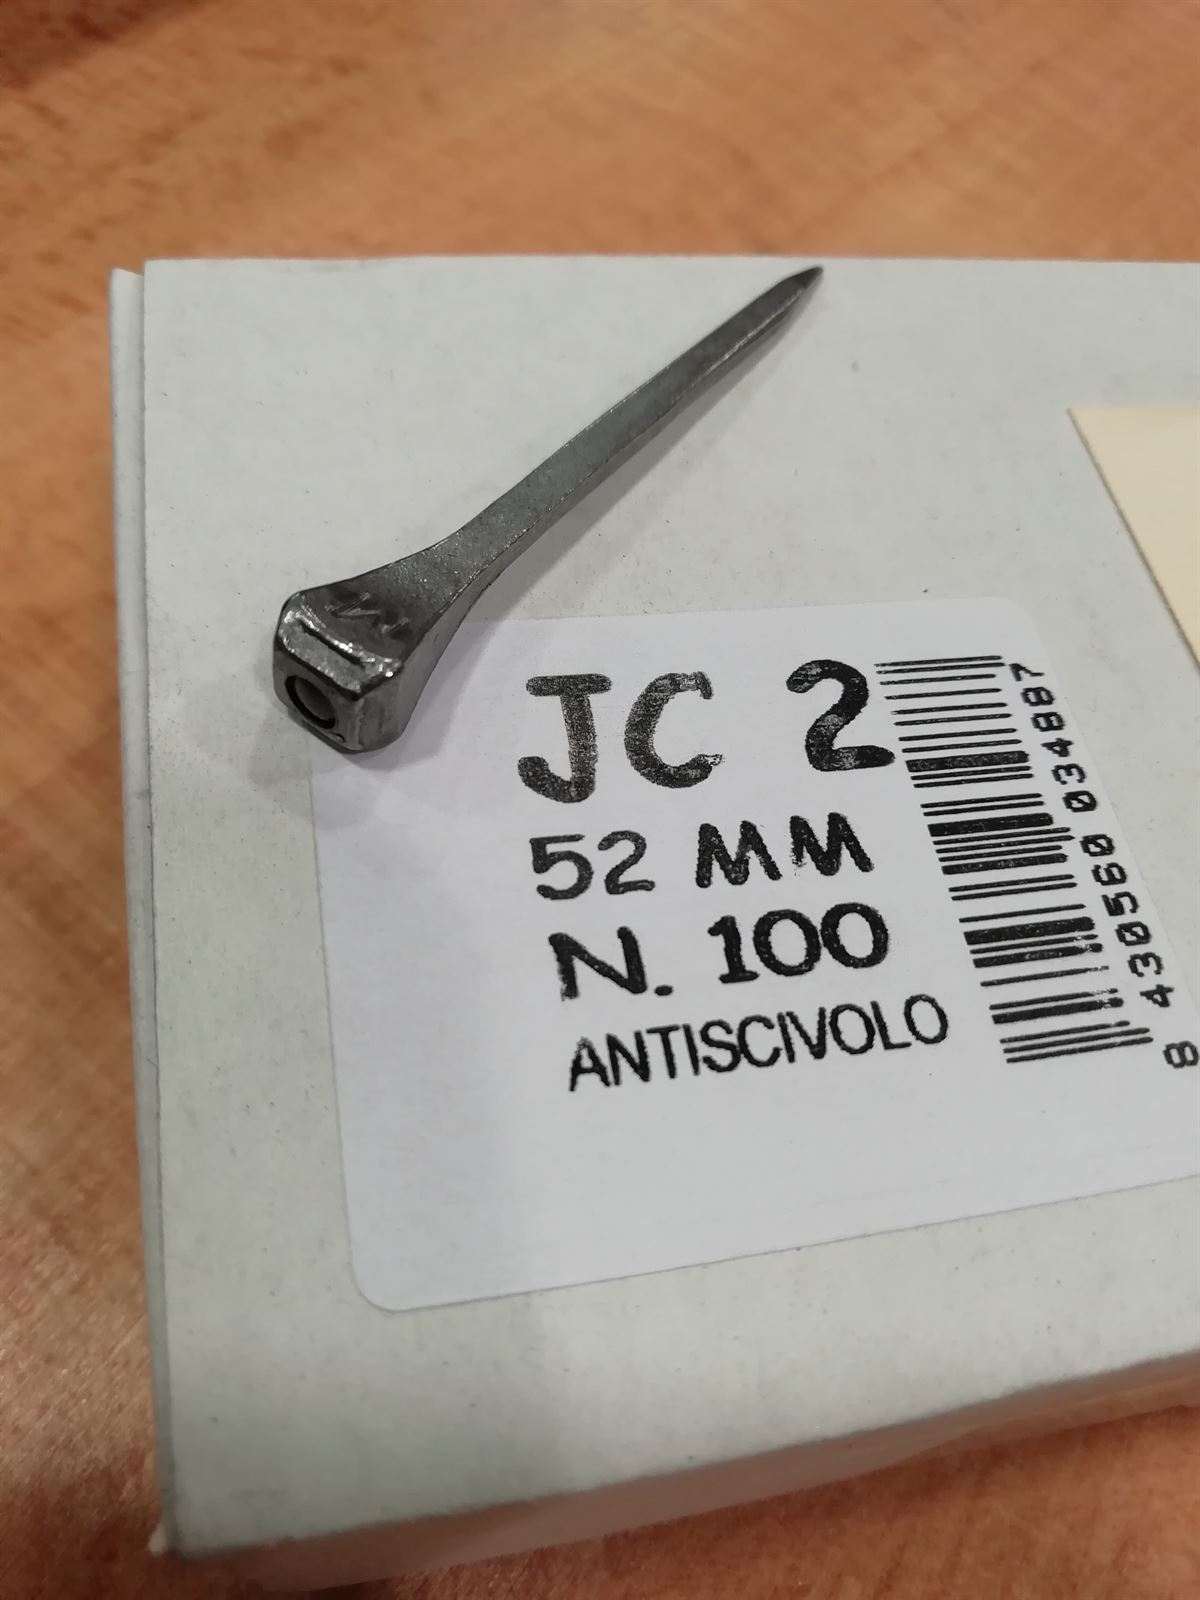 JC 2
52 MM
N. 100
ANTISCIVOLO
8 430560 034887